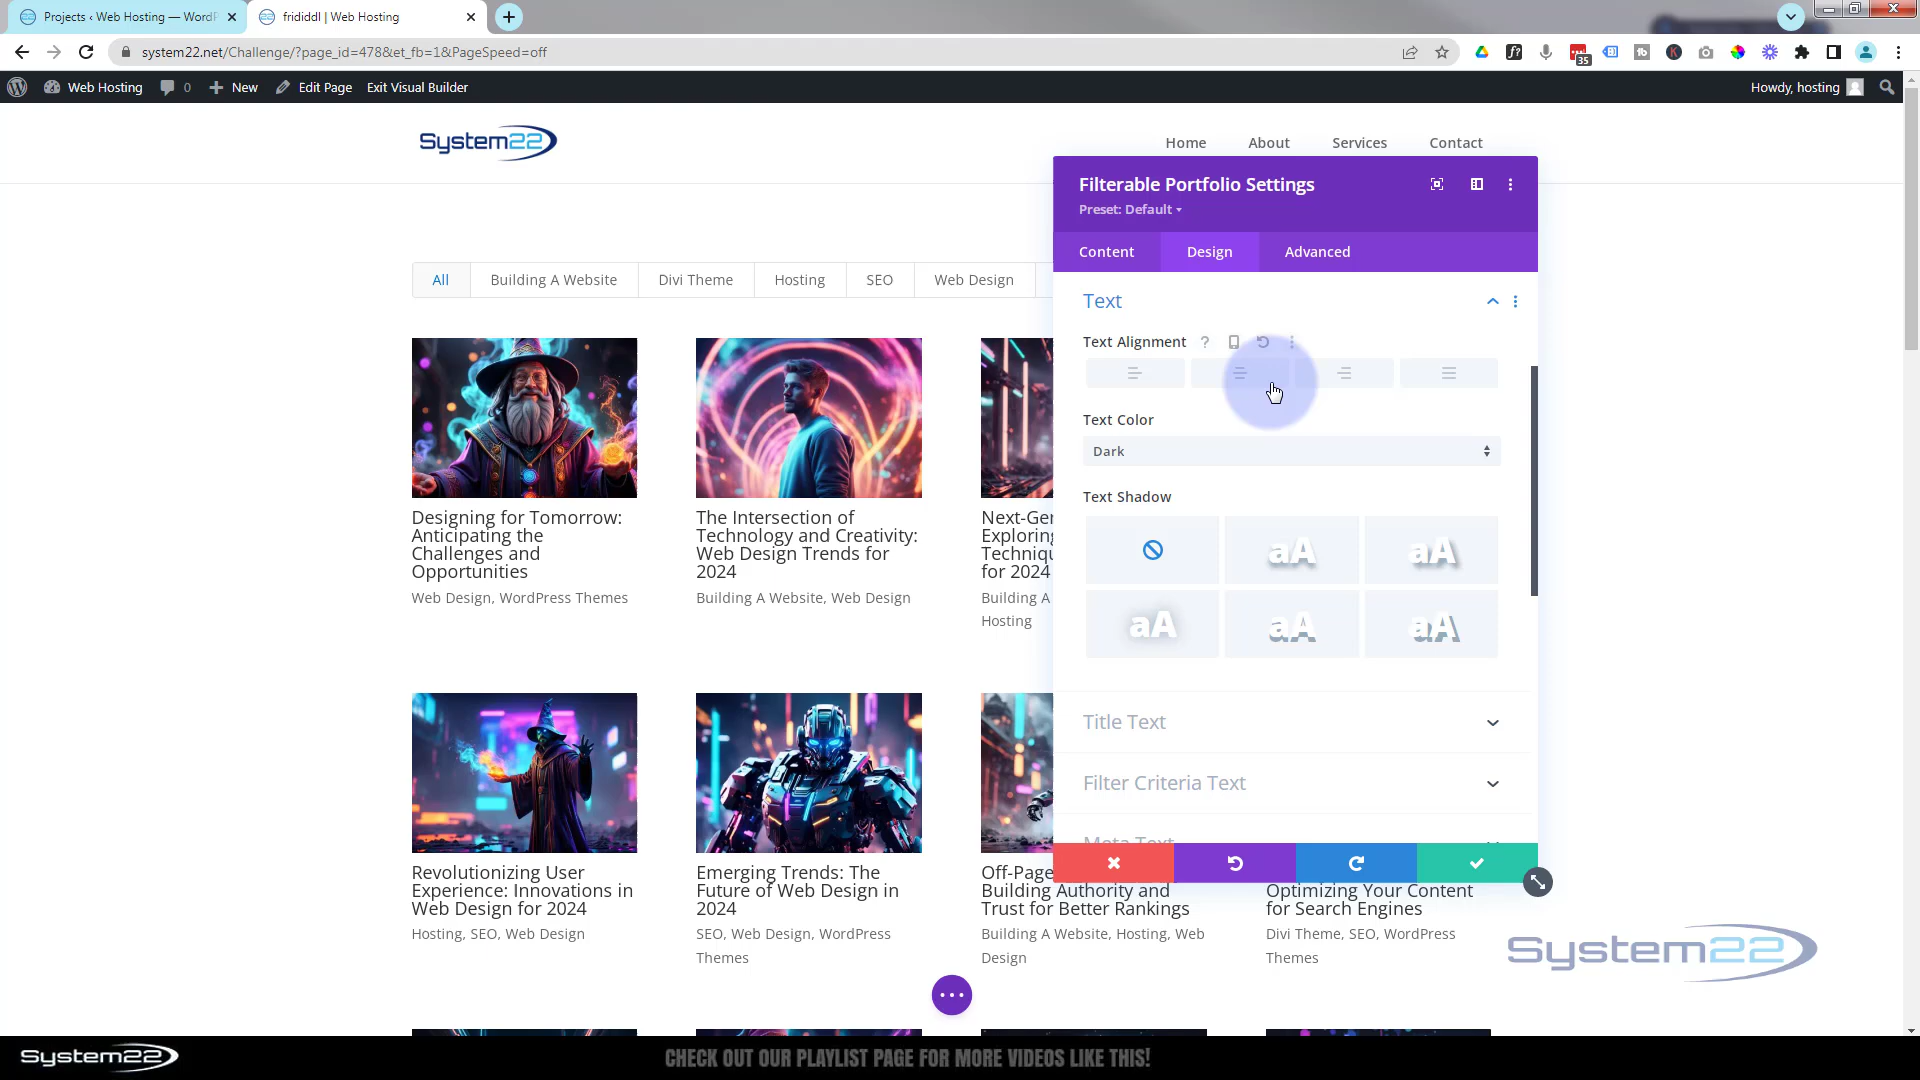 Projects ‹ Web Hosting — WordP
frididdl | Web Hosting
system22.net/Challenge/?page_id=478&et_fb=1&PageSpeed=off
35
Web Hosting
0
New
Edit Page
Exit Visual Builder
Howdy, hosting
System22
Home
About
Services
Contact
Filterable Portfolio Settings
Preset: Default
Content
Design
Advanced
All
Building A Website
Divi Theme
Hosting
SEO
Web Design
Text
Text Alignment
?
Text Color
Dark
Text Shadow
aA
aA
aA
aA
aA
Title Text
Filter Criteria Text
Meta Text
Designing for Tomorrow:
Anticipating the
Challenges and
Opportunities
Web Design, WordPress Themes
The Intersection of
Technology and Creativity:
Web Design Trends for
2024
Building A Website, Web Design
Next-Gen
Exploring
Techniqu
for 2024
Building A
Hosting
Revolutionizing User
Experience: Innovations in
Web Design for 2024
Hosting, SEO, Web Design
Emerging Trends: The
Future of Web Design in
2024
SEO, Web Design, WordPress
Themes
Off-Page
Building Authority and
Trust for Better Rankings
Building A Website, Hosting, Web
Design
Optimizing Your Content
for Search Engines
Divi Theme, SEO, WordPress
Themes
System22
System22
CHECK OUT OUR PLAYLIST PAGE FOR MORE VIDEOS LIKE THIS!